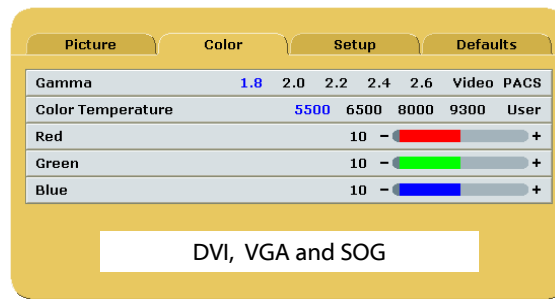 Picture Color Setup Defaults
Gamma 1.8 2.0 2.2 2.4 2.6 Video PACS
Color Temperature 5500 6500 8000 9300 User
Red 10 - +
Green 10 - +
Blue 10 - +
DVI, VGA and SOG